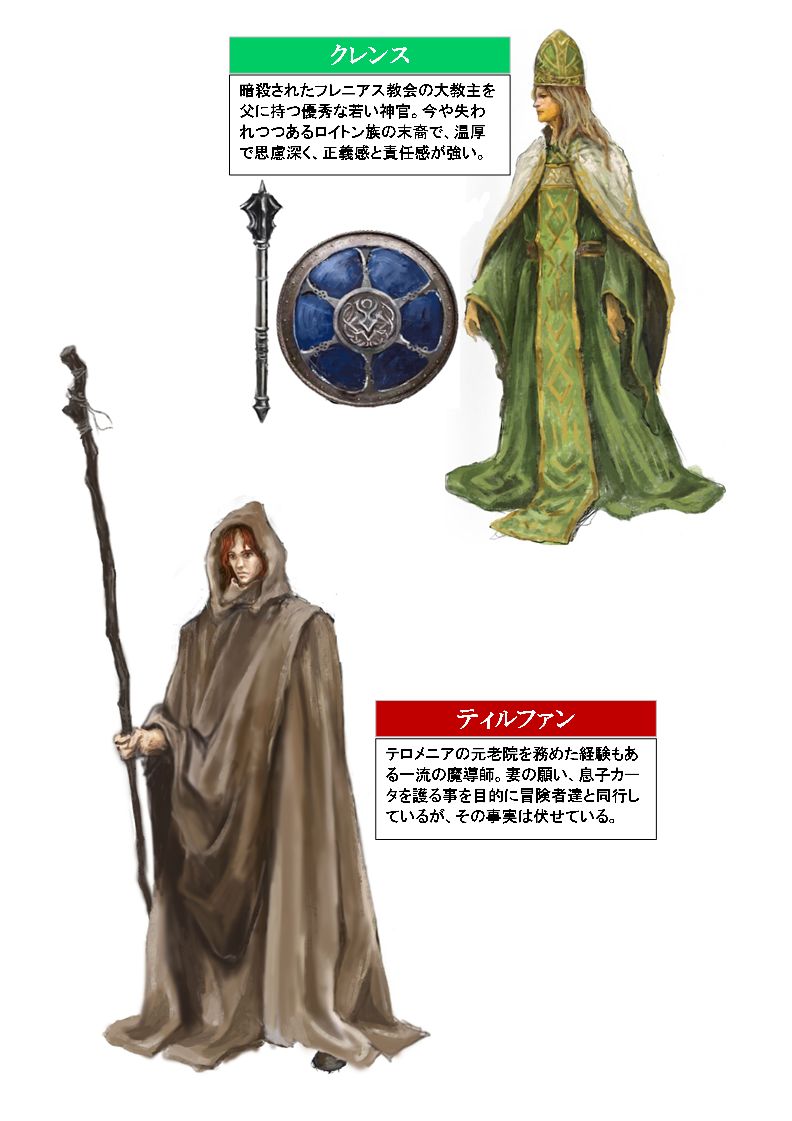 クレンス
暗殺されたフレニアス教会の大教主を
父に持つ優秀な若い神官。今や失わ
れつつあるロイトン族の末裔で、温厚
で思慮深く、正義感と責任感が強い。
ティルファン
テロメニアの元老院を務めた経験もあ
る一流の魔導師。妻の願い、息子カー
タを護る事を目的に冒険者達と同行し
ているが、その事実は伏せている。